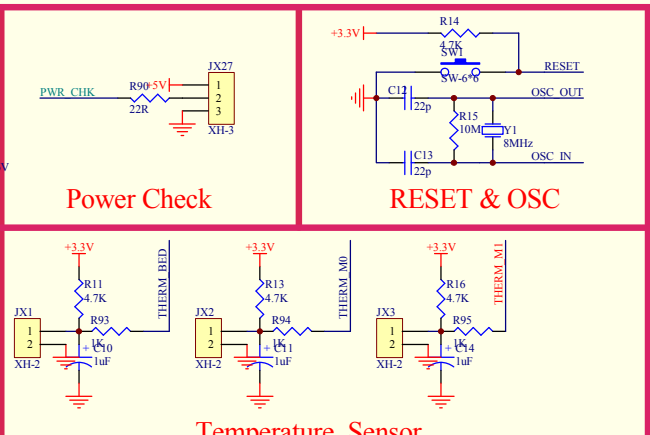 R90
+5V
JX27
PWR_CHK
1
2
3
22R
XH-3
Power Check
R14
+3.3V
4.7K
SW1
RESET
SW-6*6
C12
22p
OSC_OUT
R15
10M
Y1
8MHz
C13
22p
OSC_IN
RESET & OSC
V
+3.3V
THERM_BED
R11
4.7K
JX1
R93
1
2
1K
+ C10
1uF
XH-2
+3.3V
THERM_M0
R13
4.7K
JX2
R94
1
2
1K
+ C11
1uF
XH-2
+3.3V
THERM_M1
R16
4.7K
JX3
R95
1
2
1K
+ C14
1uF
XH-2
Temperature Sensor